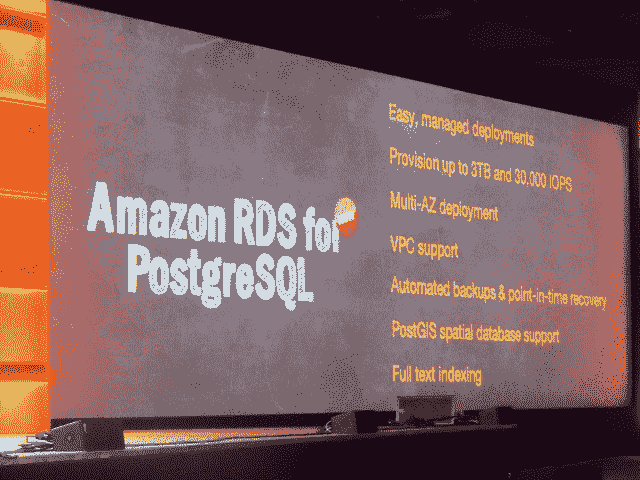 Amazon RDS for
PostgreSQL
Easy, managed deployments
Provision up to 3TB and 30,000 IOPS
Multi-AZ deployment
VPC support
Automated backups & point-in-time recovery
PostGIS spatial database support
Full text indexing